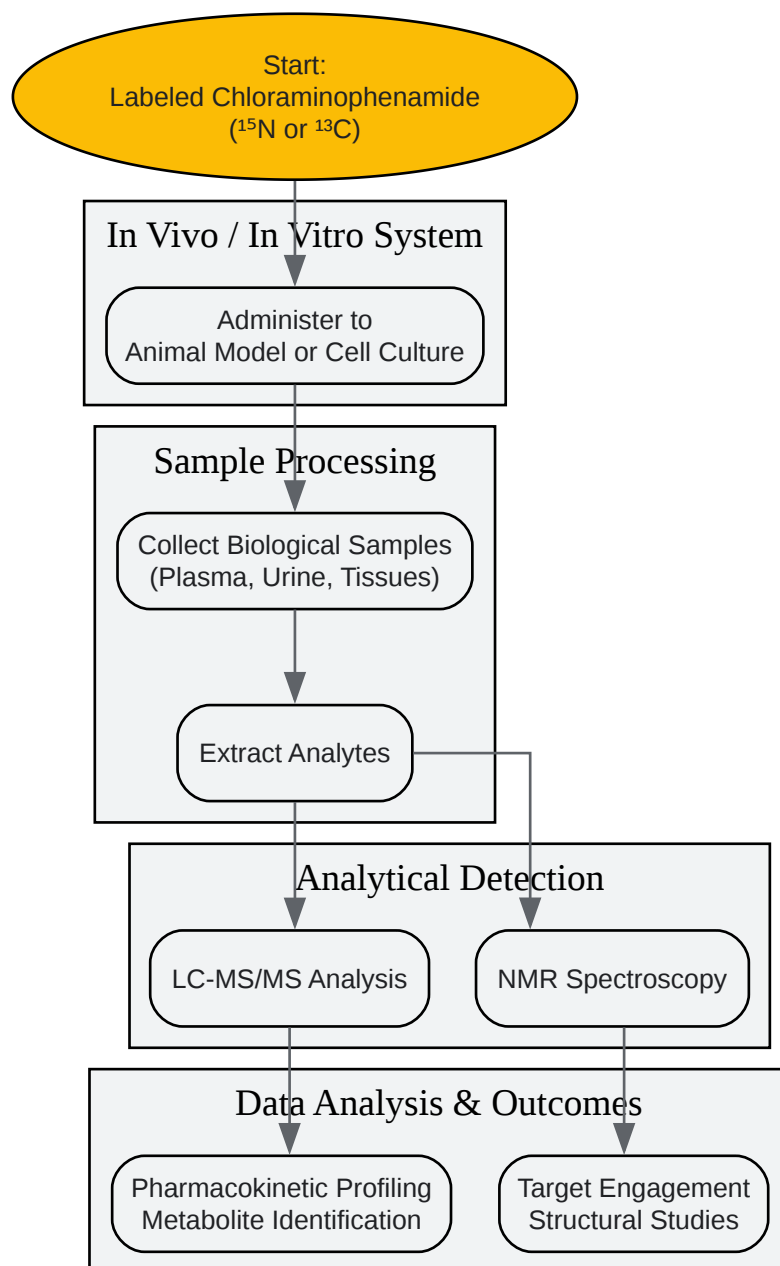 Start:
Labeled Chloraminophenamide
(¹⁵N or ¹³C)
In Vivo / In Vitro System
Administer to
Animal Model or Cell Culture
Sample Processing
Collect Biological Samples
(Plasma, Urine, Tissues)
Extract Analytes
Analytical Detection
LC-MS/MS Analysis
NMR Spectroscopy
Data Analysis & Outcomes
Pharmacokinetic Profiling
Metabolite Identification
Target Engagement
Structural Studies